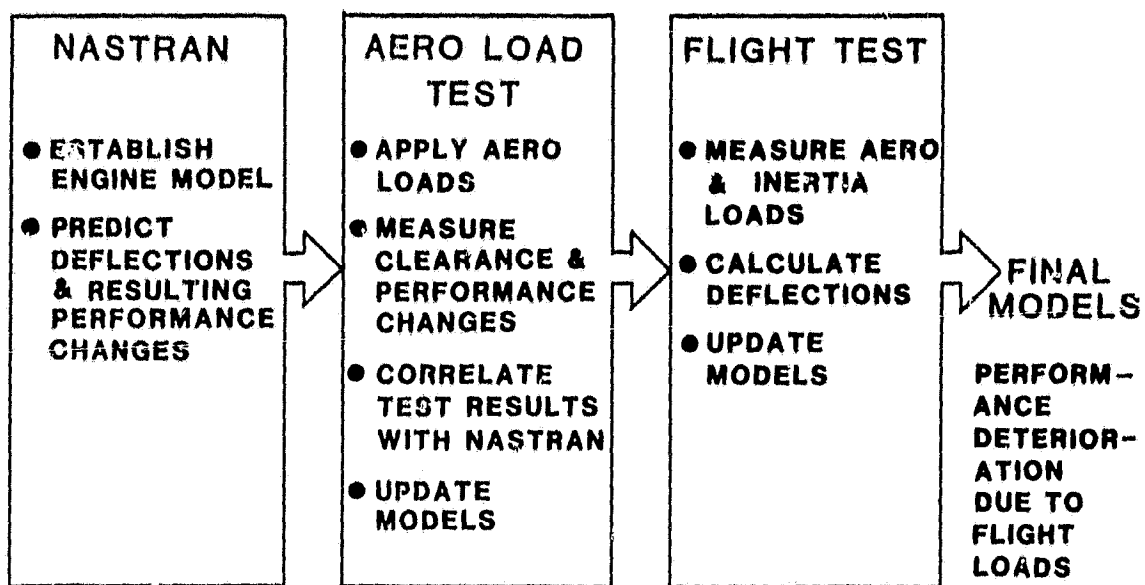 NASTRAN
● ESTABLISH
ENGINE MODEL
● PREDICT
DEFLECTIONS
& RESULTING
PERFORMANCE
CHANGES
AERO LOAD
TEST
● APPLY AERO
LOADS
● MEASURE
CLEARANCE &
PERFORMANCE
CHANGES
● CORRELATE
TEST RESULTS
WITH NASTRAN
● UPDATE
MODELS
FLIGHT TEST
● MEASURE AERO
& INERTIA
LOADS
● CALCULATE
DEFLECTIONS
● UPDATE
MODELS
FINAL
MODELS
PERFORM-
ANCE
DETERIOR-
ATION
DUE TO
FLIGHT
LOADS